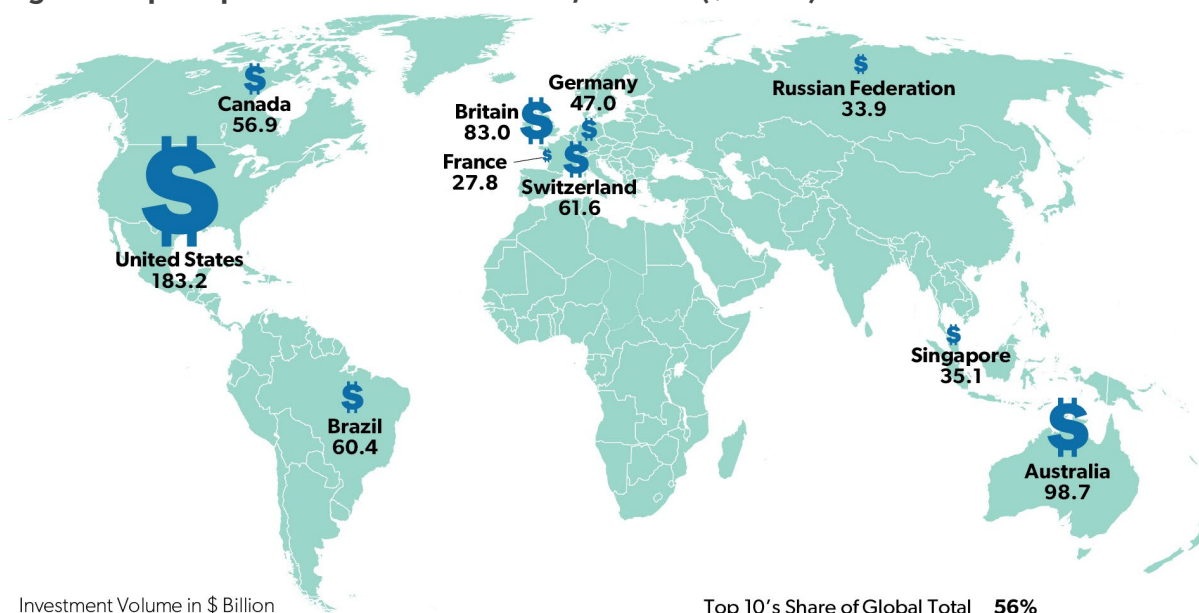 Canada
56.9
Germany
47.0
Britain
83.0
France
27.8
Switzerland
61.6
Russian Federation
33.9
United States
183.2
Singapore
35.1
Brazil
60.4
Australia
98.7
Investment Volume in $ Billion
Top 10's Share of Global Total 56%